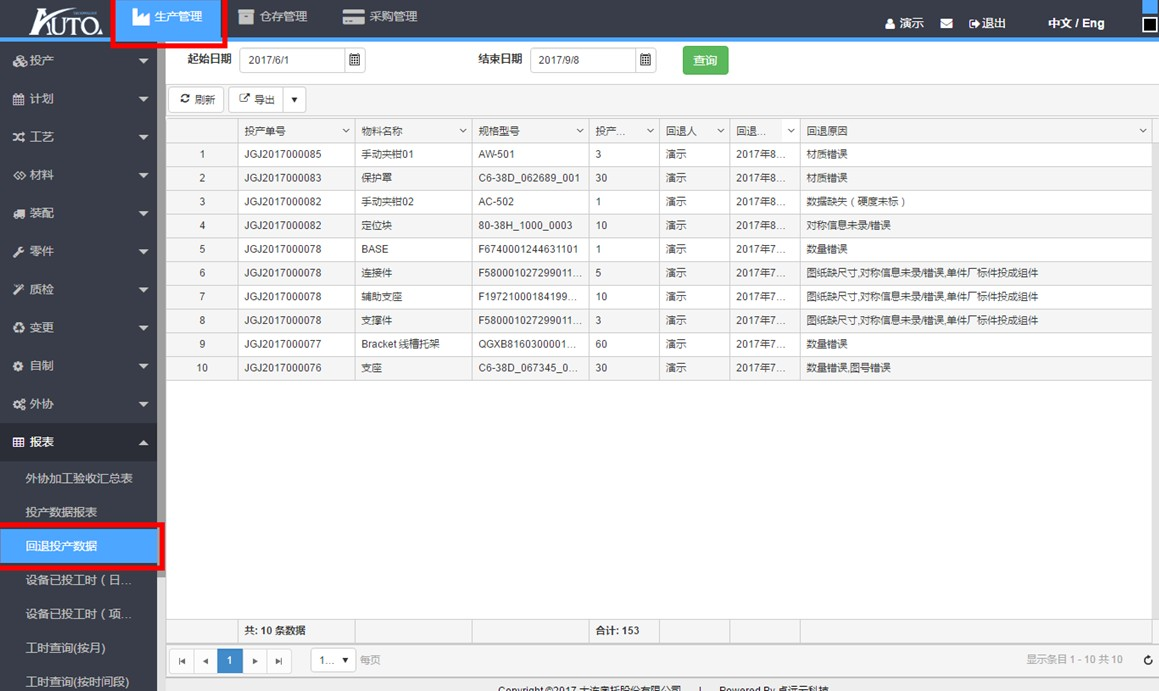 AUTO.
生产管理 仓存管理 采购管理 演示 退出 中文 / Eng
投产
计划
工艺
材料
装配
零件
质检
变更
自制
外协
报表
外协加工验收汇总表
投产数据报表
回退投产数据
设备已投工时（日...
设备已投工时（项...
工时查询(按月)
工时查询(按时间段)
起始日期 2017/6/1 结束日期 2017/9/8 查询
刷新 导出
投产单号 物料名称 规格型号 投产... 回退人 回退... 回退原因
1 JGJ2017000085 手动夹钳01 AW-501 3 演示 2017年8... 材质错误
2 JGJ2017000083 保护罩 C6-38D_062689_001 30 演示 2017年8... 材质错误
3 JGJ2017000082 手动夹钳02 AC-502 1 演示 2017年8... 数据缺失（硬度未标）
4 JGJ2017000082 定位块 80-38H_1000_0003 10 演示 2017年8... 对称信息未录/错误
5 JGJ2017000078 BASE F6740001244631101 1 演示 2017年7... 数量错误
6 JGJ2017000078 连接件 F580001027299011... 5 演示 2017年7... 图纸缺尺寸,对称信息未录/错误,单件厂标件投成组件
7 JGJ2017000078 辅助支座 F19721000184199... 10 演示 2017年7... 图纸缺尺寸,对称信息未录/错误,单件厂标件投成组件
8 JGJ2017000078 支撑件 F580001027299011... 3 演示 2017年7... 图纸缺尺寸,对称信息未录/错误,单件厂标件投成组件
9 JGJ2017000077 Bracket 线槽托架 QGXB8160300001... 60 演示 2017年7... 数量错误
10 JGJ2017000076 支座 C6-38D_067345_0... 30 演示 2017年7... 数量错误,图号错误
共: 10 条数据 合计: 153
1 1... 每页 显示条目 1 - 10 共 10
Copyright ©2017 大连奥托股份有限公司 | Powered By 卓远云科技